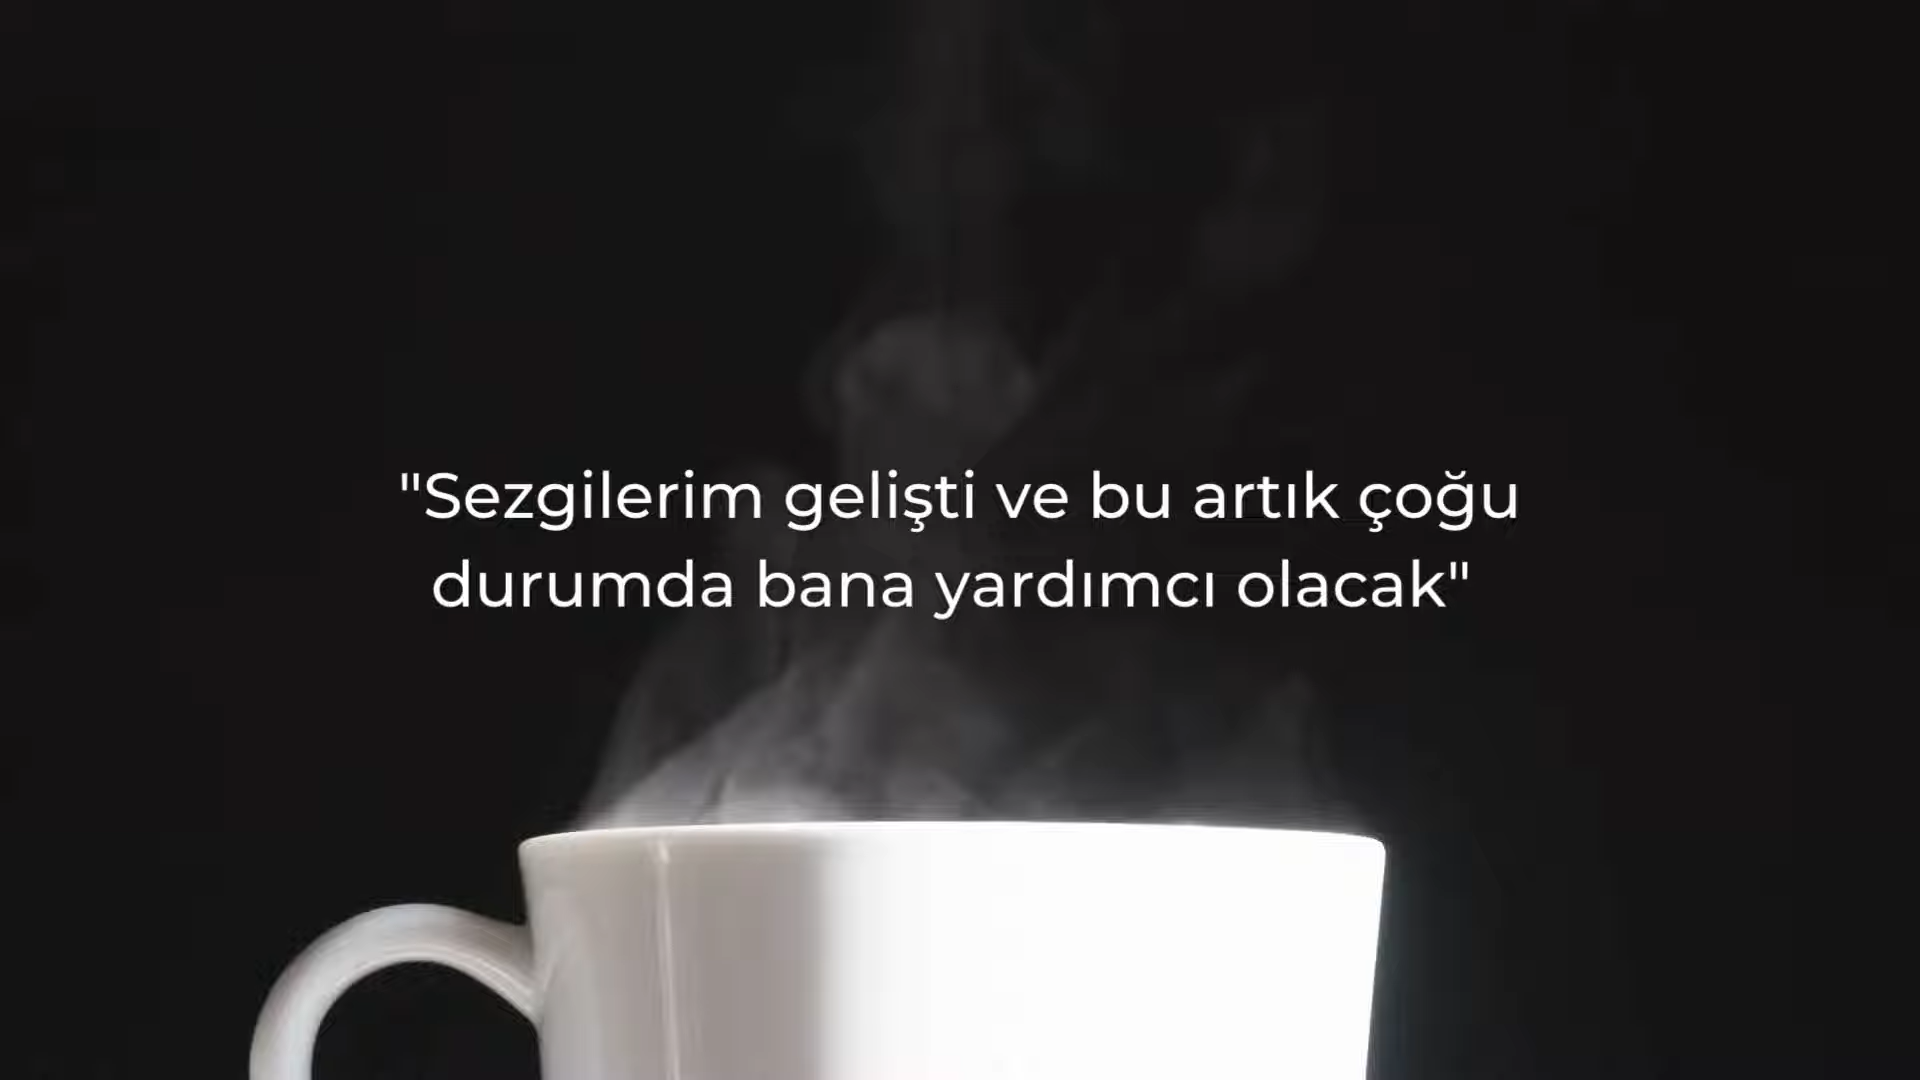 "Sezgilerim gelişti ve bu artık çoğu
durumda bana yardımcı olacak"